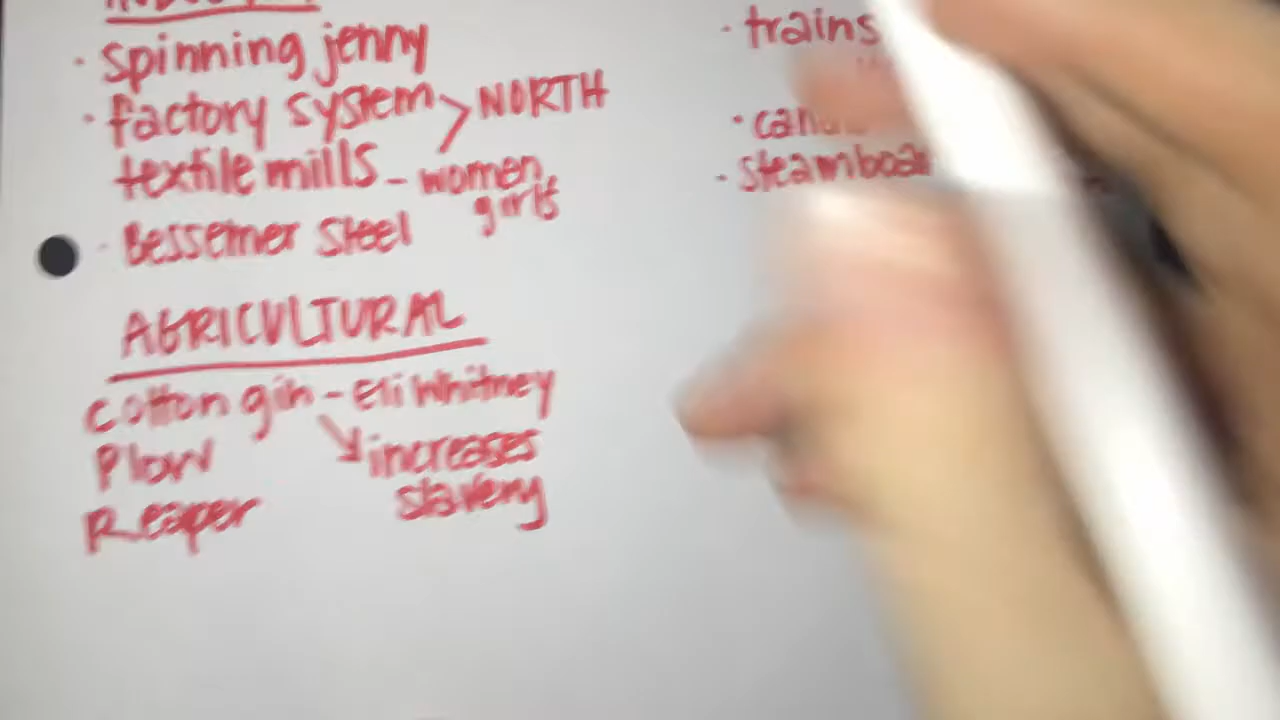 • spinning jenny
• factory system > NORTH
textile mills - women
girls
• Bessemer Steel
AGRICULTURAL
cotton gin - Eli Whitney
Plow
increases
Reaper
slavery
• trains
• steamboat